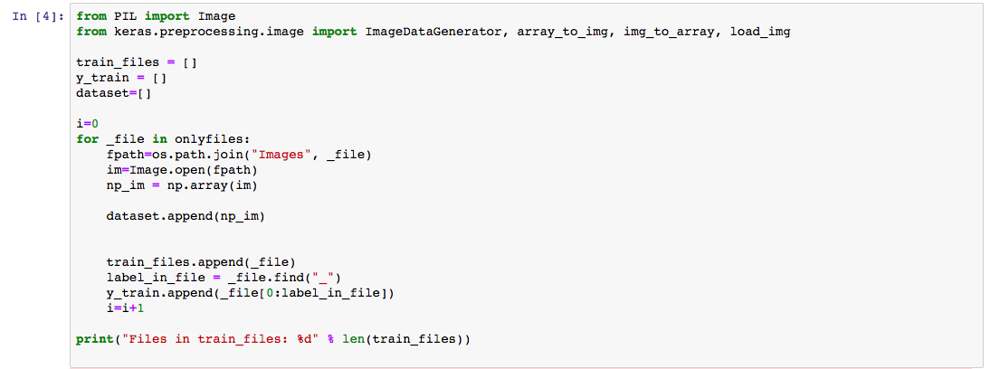 In [4]: from PIL import Image
from keras.preprocessing.image import ImageDataGenerator, array_to_img, img_to_array, load_img
train_files = []
y_train = []
dataset=[]
i=0
for _file in onlyfiles:
    fpath=os.path.join("Images", _file)
    im=Image.open(fpath)
    np_im = np.array(im)
    dataset.append(np_im)
    train_files.append(_file)
    label_in_file = _file.find("_")
    y_train.append(_file[0:label_in_file])
    i=i+1
print("Files in train_files: %d" % len(train_files))